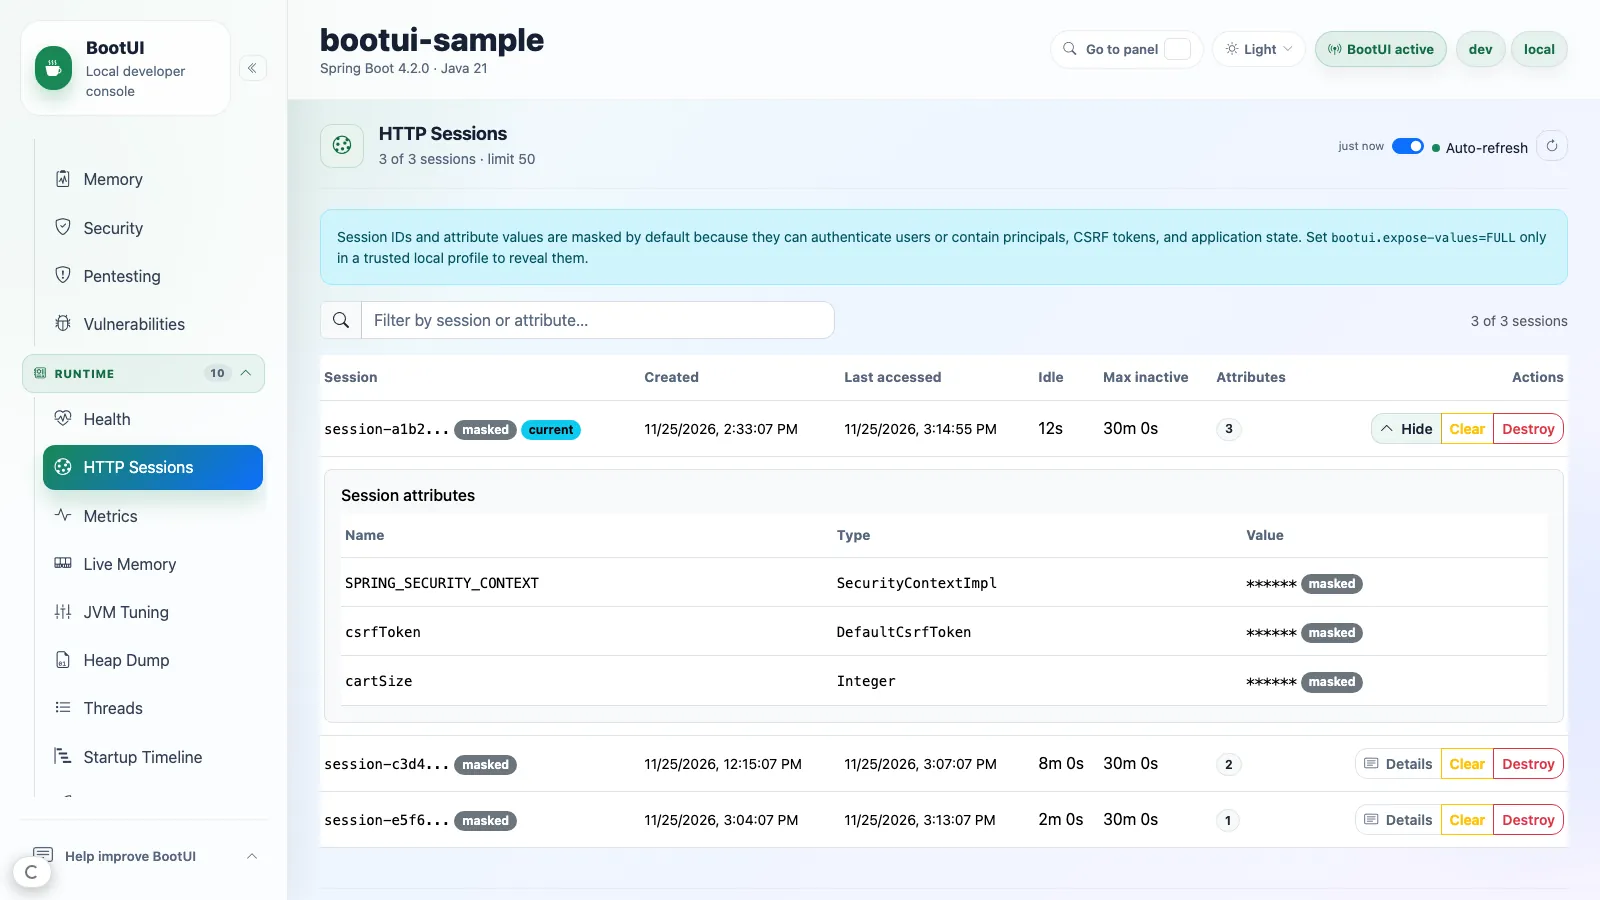 BootUI
Local developer
console
Memory
Security
Pentesting
Vulnerabilities
RUNTIME 10
Health
HTTP Sessions
Metrics
Live Memory
JVM Tuning
Heap Dump
Threads
Startup Timeline
Help improve BootUI
C
bootui-sample
Spring Boot 4.2.0 · Java 21
Go to panel
Light
BootUI active
dev
local
HTTP Sessions
3 of 3 sessions · limit 50
just now
Auto-refresh
Session IDs and attribute values are masked by default because they can authenticate users or contain principals, CSRF tokens, and application state. Set bootui.expose-values=FULL only
in a trusted local profile to reveal them.
Filter by session or attribute...
3 of 3 sessions
Session Created Last accessed Idle Max inactive Attributes Actions
session-a1b2... masked current 11/25/2026, 2:33:07 PM 11/25/2026, 3:14:55 PM 12s 30m 0s 3 Hide Clear Destroy
Session attributes
Name Type Value
SPRING_SECURITY_CONTEXT SecurityContextImpl ****** masked
csrfToken DefaultCsrfToken ****** masked
cartSize Integer ****** masked
session-c3d4... masked 11/25/2026, 12:15:07 PM 11/25/2026, 3:07:07 PM 8m 0s 30m 0s 2 Details Clear Destroy
session-e5f6... masked 11/25/2026, 3:04:07 PM 11/25/2026, 3:13:07 PM 2m 0s 30m 0s 1 Details Clear Destroy